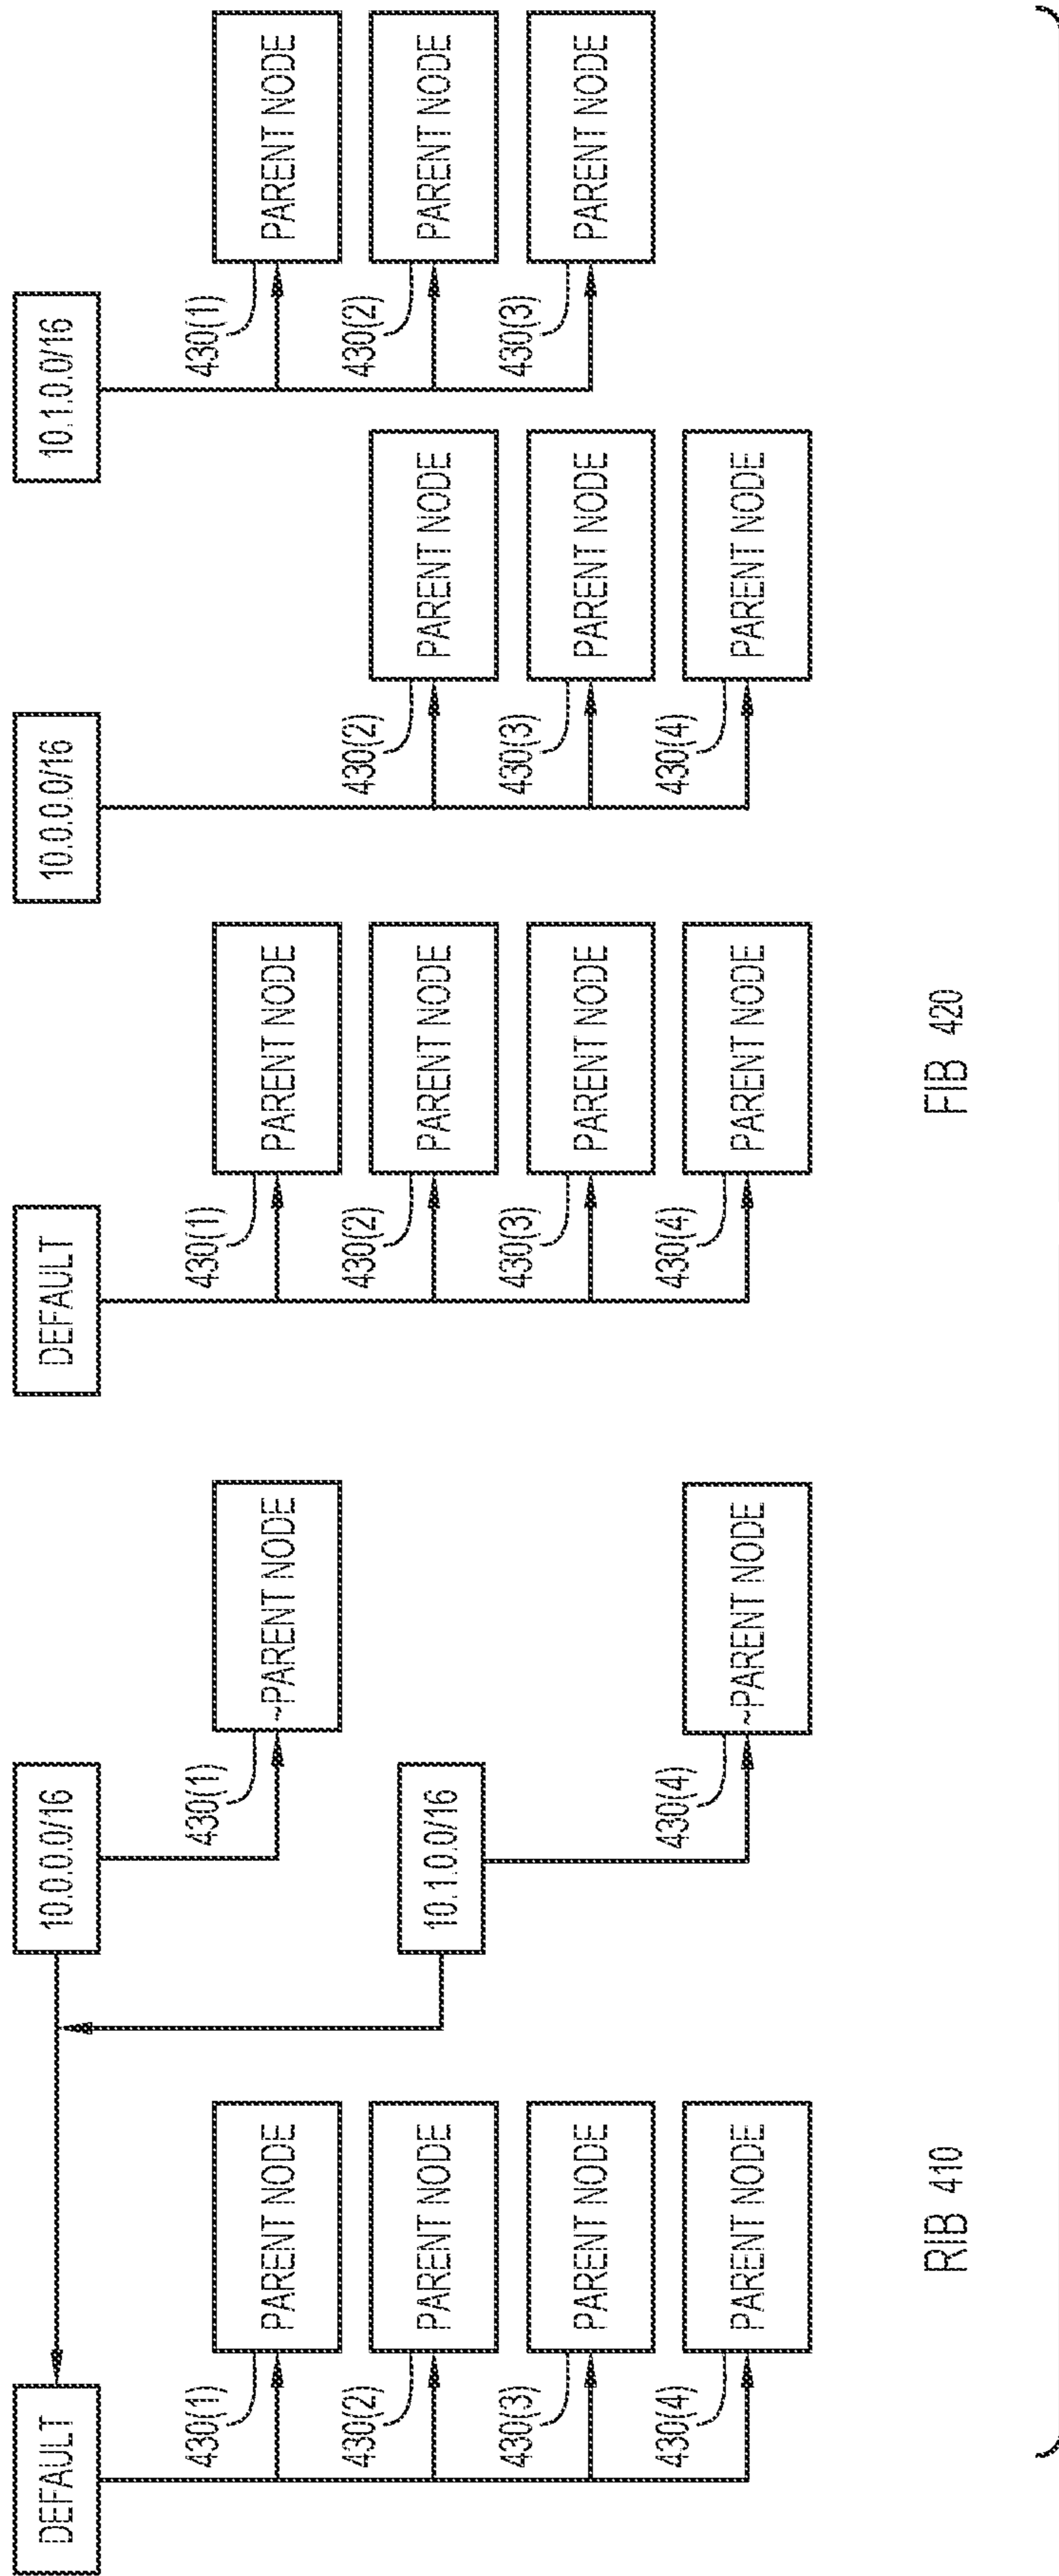 DEFAULT
430(1)
PARENT NODE
430(2)
PARENT NODE
430(3)
PARENT NODE
430(4)
PARENT NODE
10.0.0.0/16
430(1)
~PARENT NODE
10.1.0.0/16
430(4)
~PARENT NODE
RIB 410
DEFAULT
430(1)
PARENT NODE
430(2)
PARENT NODE
430(3)
PARENT NODE
430(4)
PARENT NODE
10.0.0.0/16
430(2)
PARENT NODE
430(3)
PARENT NODE
430(4)
PARENT NODE
10.1.0.0/16
430(1)
PARENT NODE
430(2)
PARENT NODE
430(3)
PARENT NODE
FIB 420